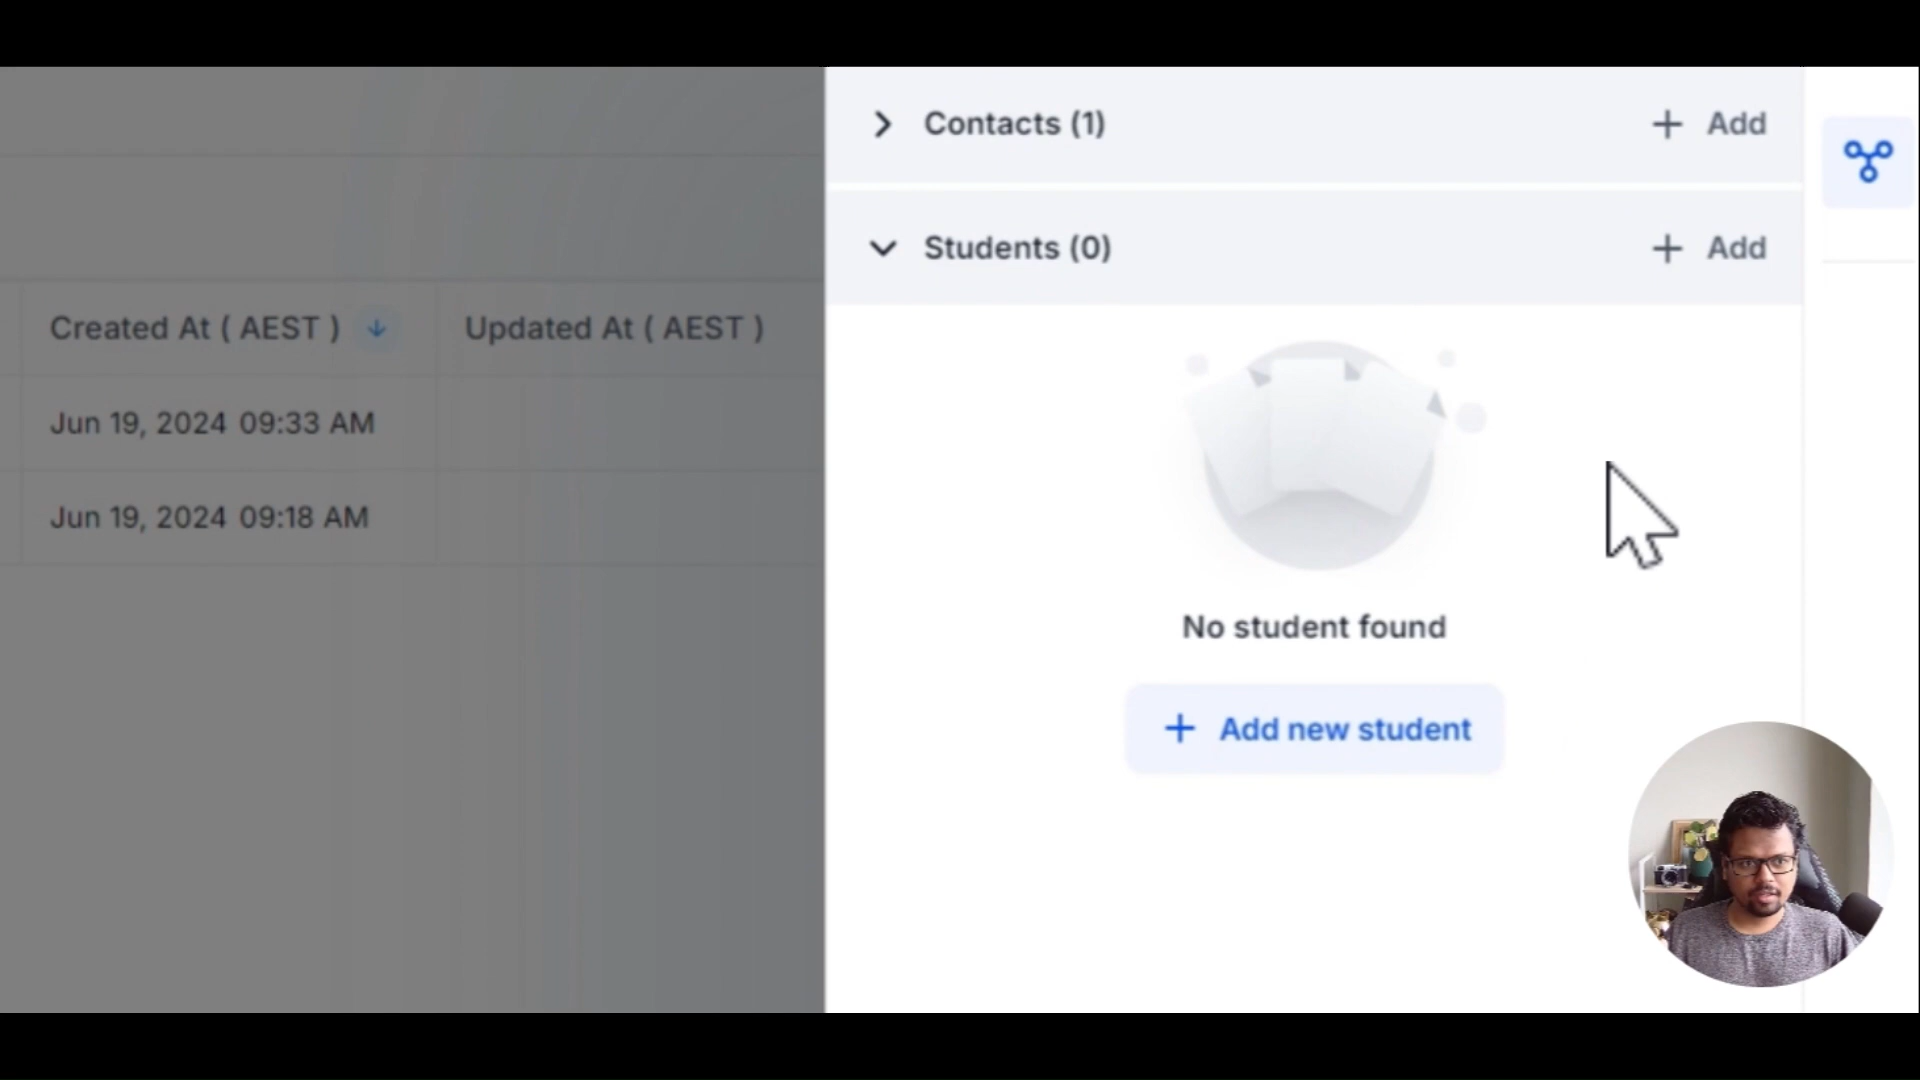 Contacts (1)
+ Add
Students (0)
+ Add
Created At ( AEST )
Updated At ( AEST )
Jun 19, 2024 09:33 AM
Jun 19, 2024 09:18 AM
No student found
+ Add new student